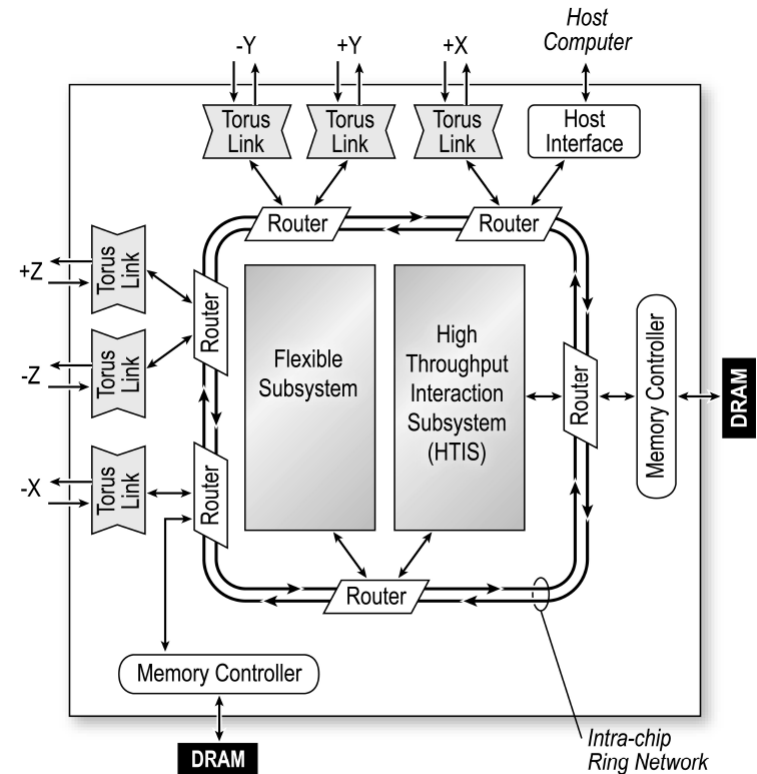 Host
Computer
-Y
+Y
+X
Torus
Link
Torus
Link
Torus
Link
Host
Interface
Router
Router
+Z
Torus
Link
Router
-Z
Torus
Link
-X
Torus
Link
Router
Flexible
Subsystem
High
Throughput
Interaction
Subsystem
(HTIS)
Router
Memory Controller
DRAM
Router
Memory Controller
DRAM
Intra-chip
Ring Network